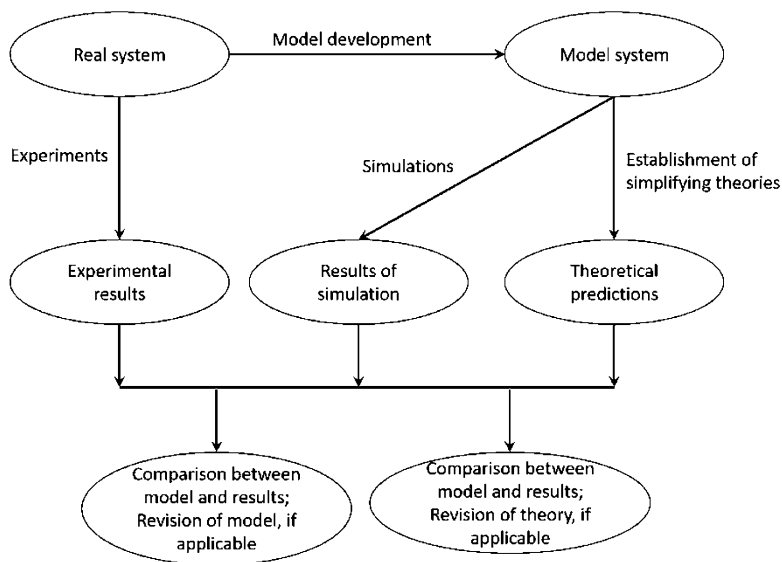 Real system
Model development
Model system
Experiments
Simulations
Establishment of
simplifying theories
Experimental
results
Results of
simulation
Theoretical
predictions
Comparison between
model and results;
Revision of model, if
applicable
Comparison between
model and results;
Revision of theory, if
applicable